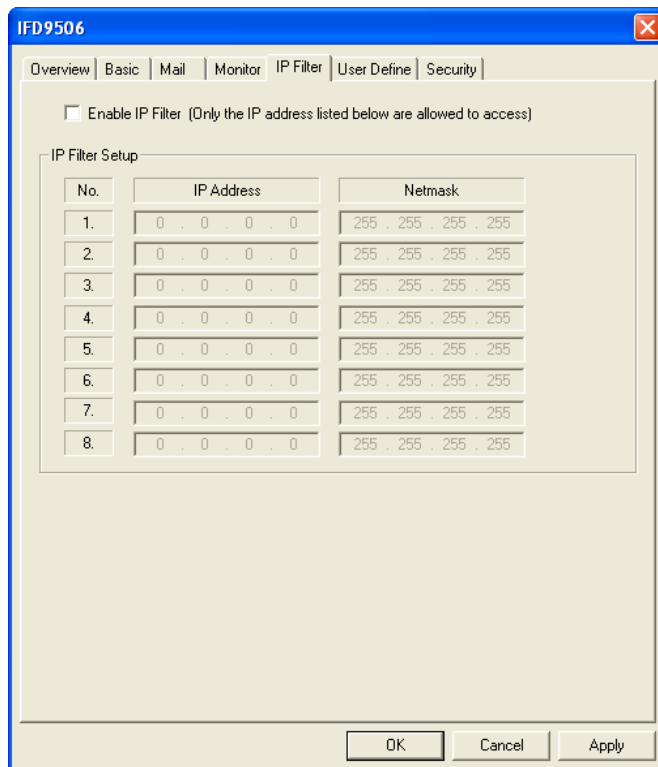 IFD9506
Overview Basic Mail Monitor IP Filter User Define Security
Enable IP Filter (Only the IP address listed below are allowed to access)
IP Filter Setup
No. IP Address Netmask
1. 0 . 0 . 0 . 0 255 . 255 . 255 . 255
2. 0 . 0 . 0 . 0 255 . 255 . 255 . 255
3. 0 . 0 . 0 . 0 255 . 255 . 255 . 255
4. 0 . 0 . 0 . 0 255 . 255 . 255 . 255
5. 0 . 0 . 0 . 0 255 . 255 . 255 . 255
6. 0 . 0 . 0 . 0 255 . 255 . 255 . 255
7. 0 . 0 . 0 . 0 255 . 255 . 255 . 255
8. 0 . 0 . 0 . 0 255 . 255 . 255 . 255
OK Cancel Apply